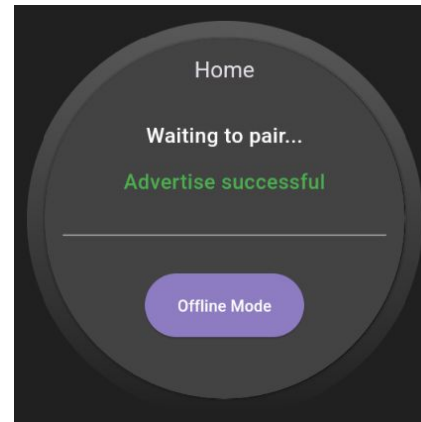 Home
Waiting to pair...
Advertise successful
Offline Mode